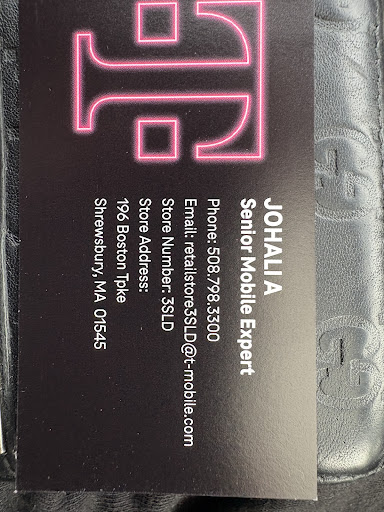 JOHALI A
Senior Mobile Expert
Phone: 508.798.3300
Email: retailstore3SLD@t-mobile.com
Store Number: 3SLD
Store Address:
196 Boston Tpke
Shrewsbury, MA 01545